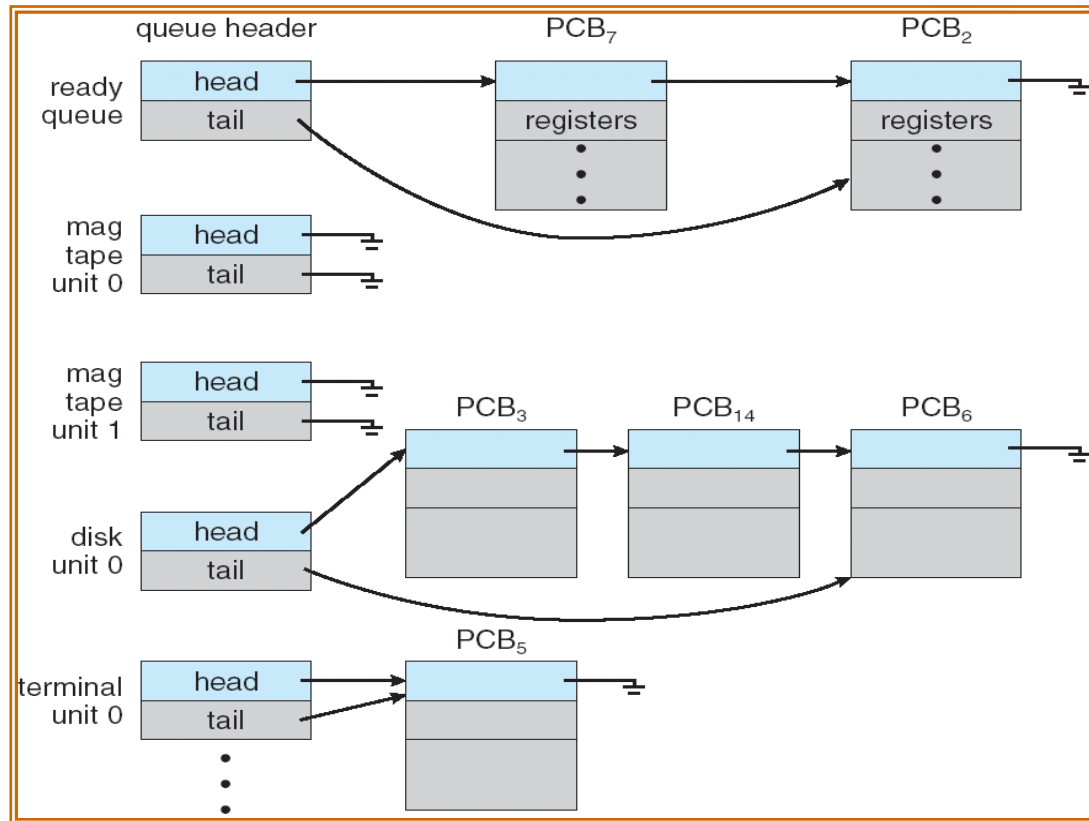 queue header
PCB₇
PCB₂
ready
queue
head
tail
registers
registers
mag
tape
unit 0
head
tail
mag
tape
unit 1
head
tail
PCB₃
PCB₁₄
PCB₆
disk
unit 0
head
tail
PCB₅
terminal
unit 0
head
tail